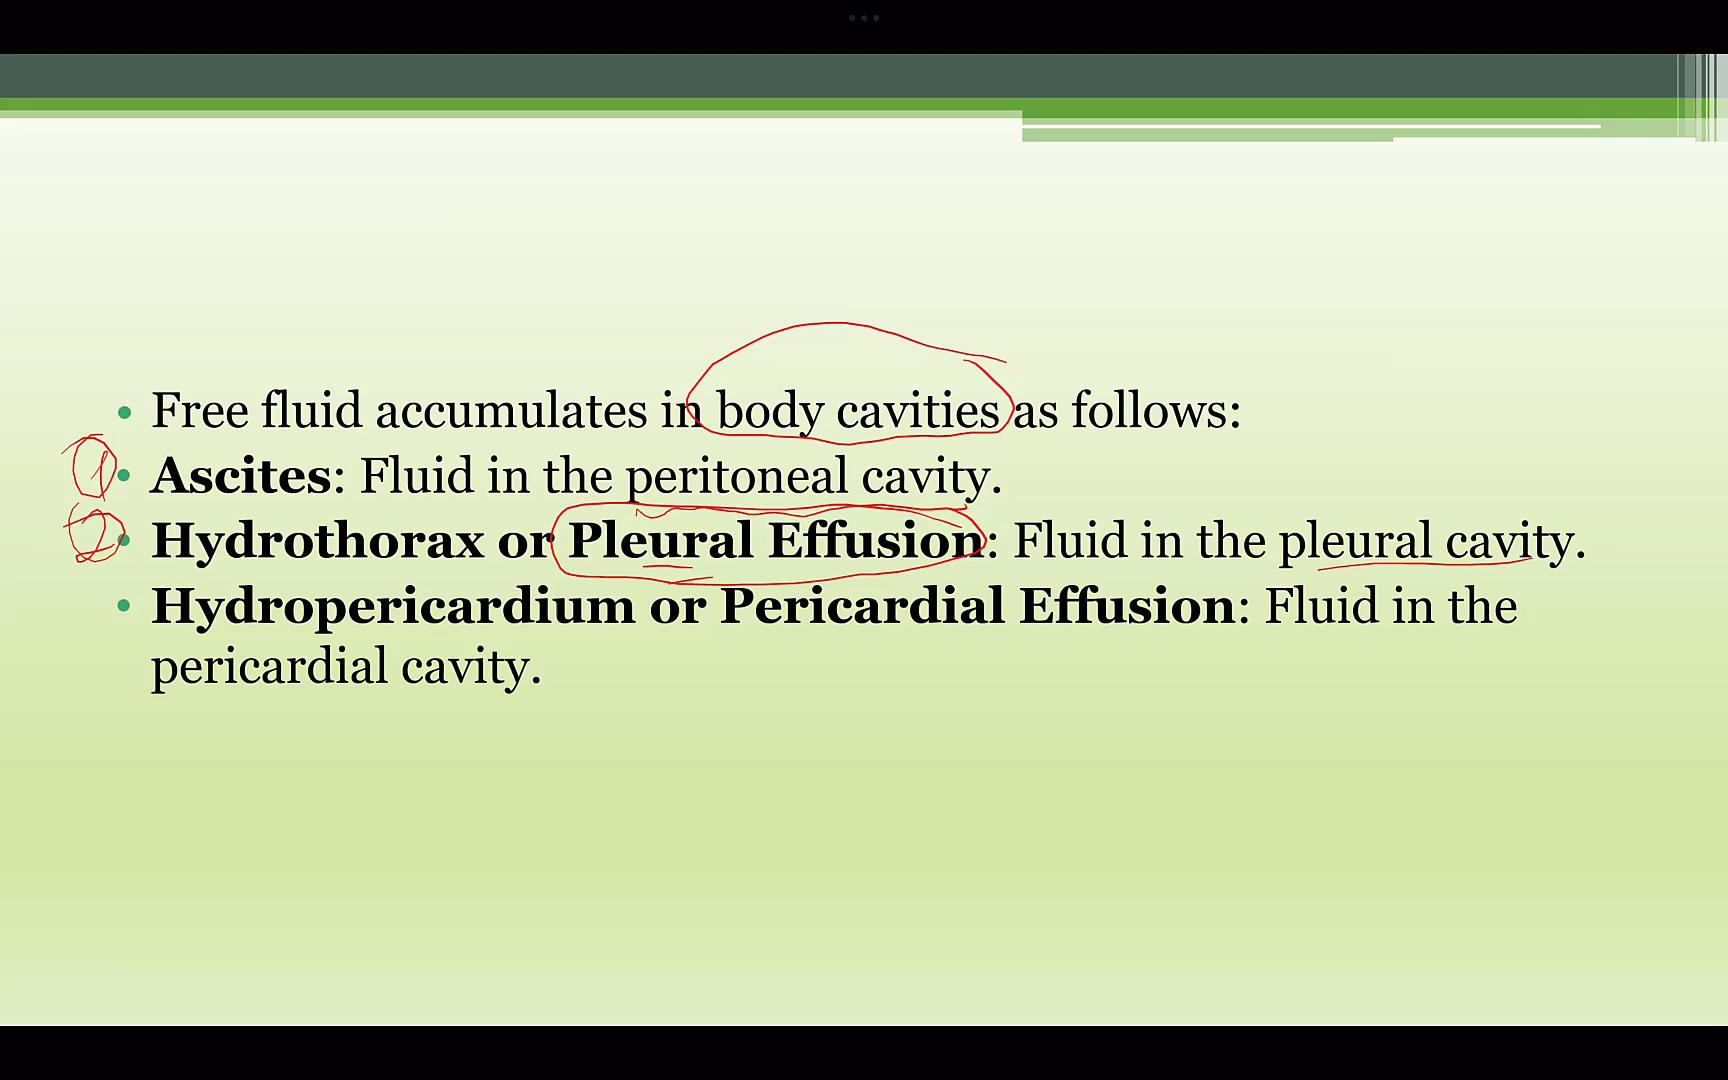 • Free fluid accumulates in body cavities as follows:
1 • Ascites: Fluid in the peritoneal cavity.
2 • Hydrothorax or Pleural Effusion: Fluid in the pleural cavity.
• Hydropericardium or Pericardial Effusion: Fluid in the
pericardial cavity.